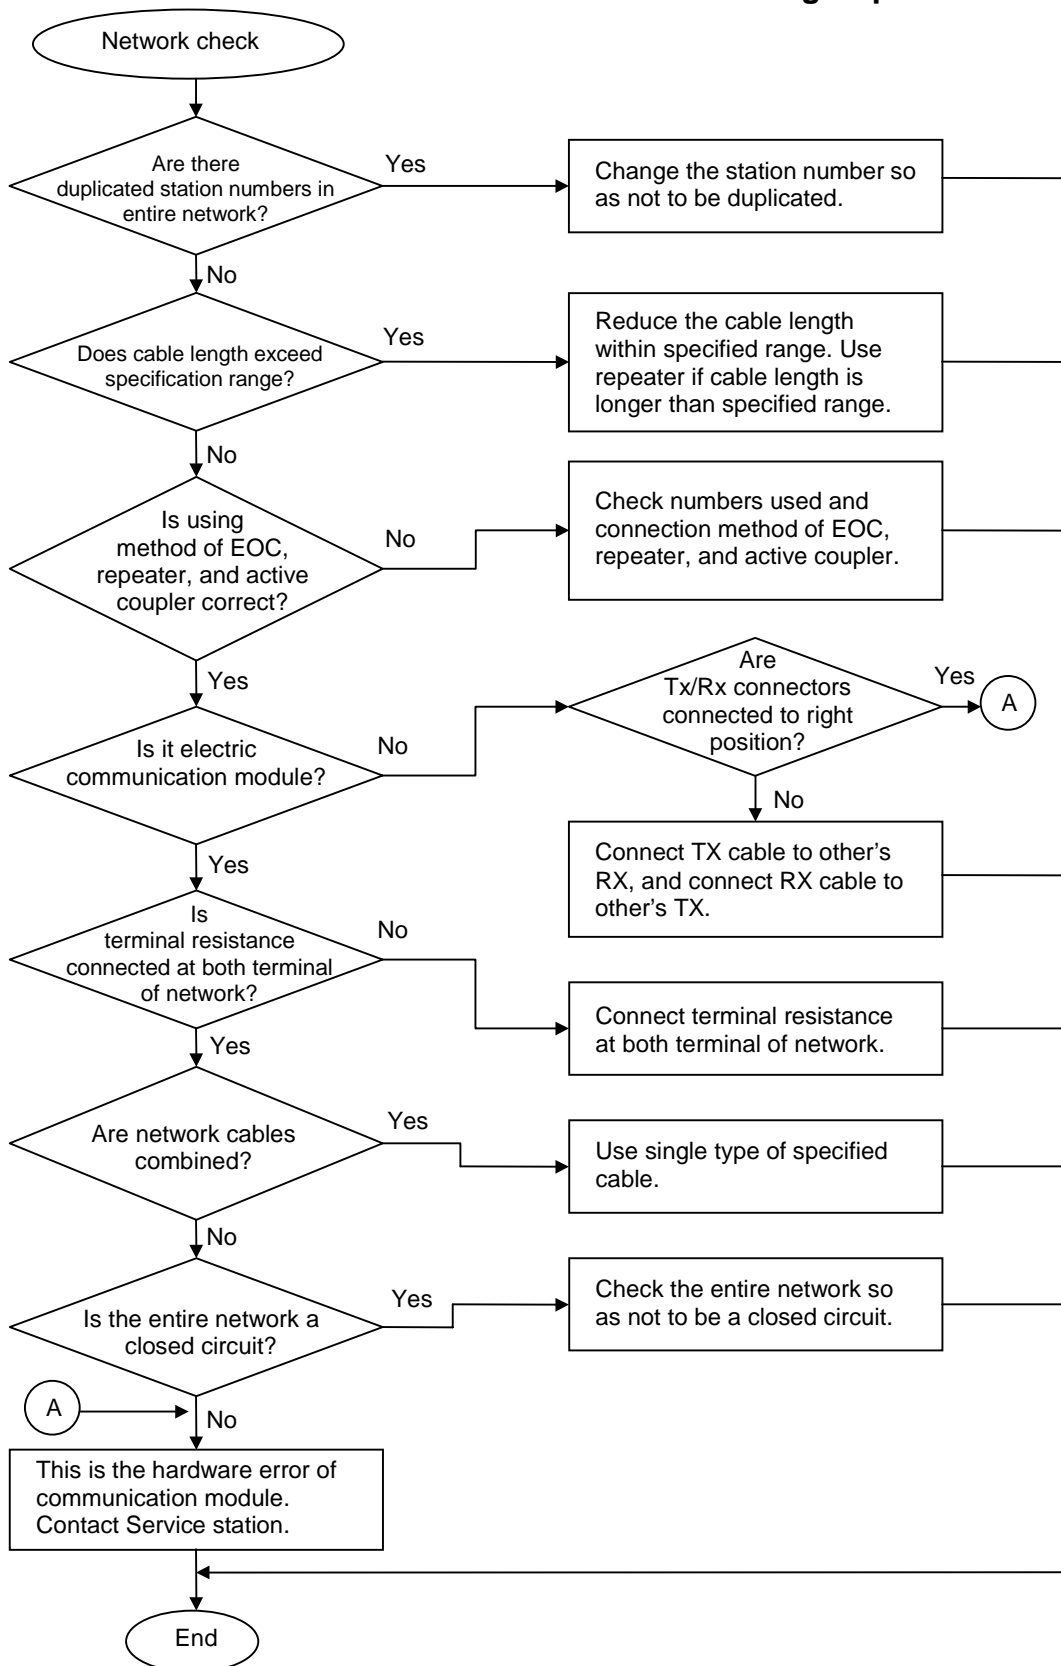 Network check
Are there
duplicated station numbers in
entire network?
Yes
Change the station number so
as not to be duplicated.
No
Does cable length exceed
specification range?
Yes
Reduce the cable length
within specified range. Use
repeater if cable length is
longer than specified range.
No
Is using
method of EOC,
repeater, and active
coupler correct?
No
Check numbers used and
connection method of EOC,
repeater, and active coupler.
Yes
Is it electric
communication module?
No
Are
Tx/Rx connectors
connected to right
position?
Yes
A
No
Connect TX cable to other's
RX, and connect RX cable to
other's TX.
Yes
Is
terminal resistance
connected at both terminal
of network?
No
Connect terminal resistance
at both terminal of network.
Yes
Are network cables
combined?
Yes
Use single type of specified
cable.
No
Is the entire network a
closed circuit?
Yes
Check the entire network so
as not to be a closed circuit.
A
No
This is the hardware error of
communication module.
Contact Service station.
End